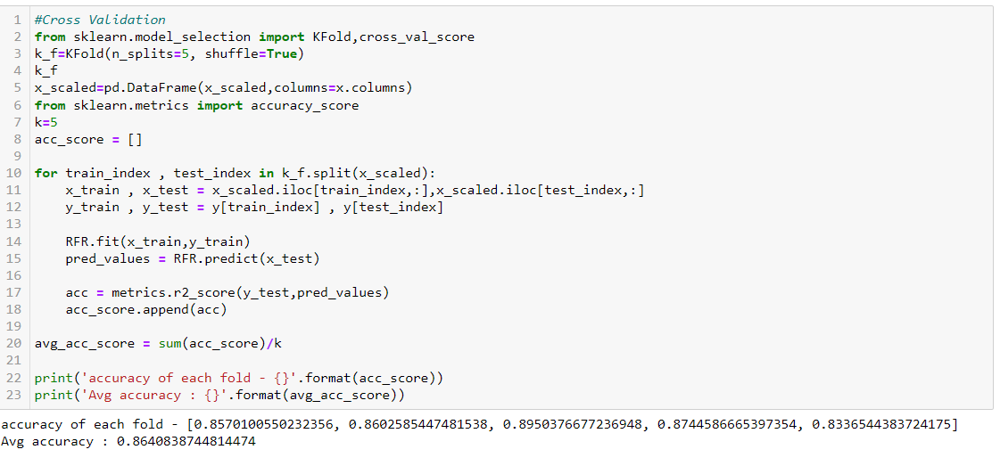 1 #Cross Validation
2 from sklearn.model_selection import KFold,cross_val_score
3 k_f=KFold(n_splits=5, shuffle=True)
4 k_f
5 x_scaled=pd.DataFrame(x_scaled,columns=x.columns)
6 from sklearn.metrics import accuracy_score
7 k=5
8 acc_score = []
9
10 for train_index , test_index in k_f.split(x_scaled):
11     x_train , x_test = x_scaled.iloc[train_index,:],x_scaled.iloc[test_index,:]
12     y_train , y_test = y[train_index] , y[test_index]
13
14     RFR.fit(x_train,y_train)
15     pred_values = RFR.predict(x_test)
16
17     acc = metrics.r2_score(y_test,pred_values)
18     acc_score.append(acc)
19
20 avg_acc_score = sum(acc_score)/k
21
22 print('accuracy of each fold - {}'.format(acc_score))
23 print('Avg accuracy : {}'.format(avg_acc_score))
accuracy of each fold - [0.8570100550232356, 0.8602585447481538, 0.8950376677236948, 0.8744586665397354, 0.8336544383724175]
Avg accuracy : 0.8640838744814474